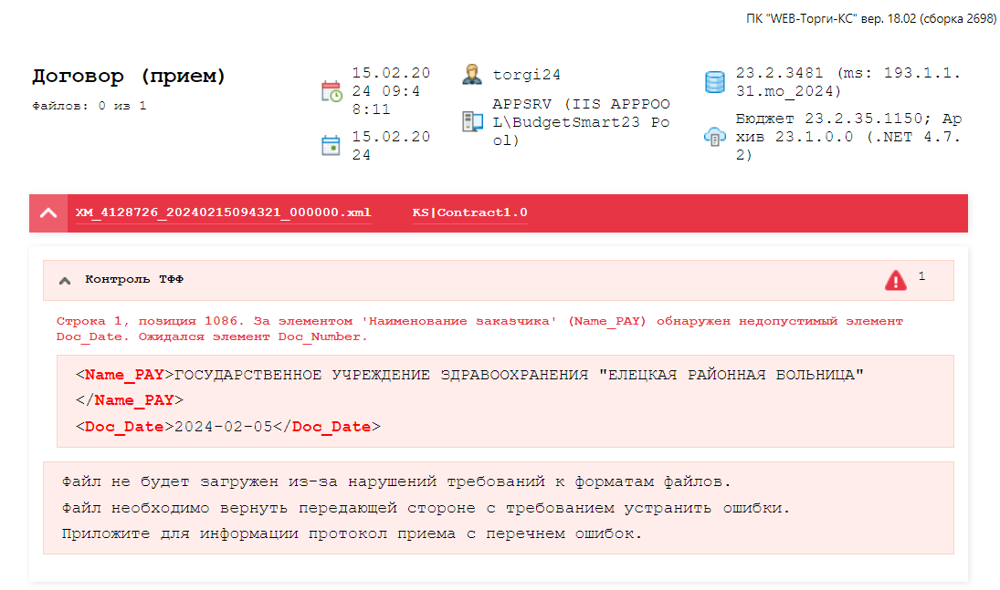 ПК "WEB-Торги-КС" вер. 18.02 (сборка 2698)
Договор (прием)
Файлов: 0 из 1
15.02.20
24 09:4
8:11
15.02.20
24
torgi24
APPSRV (IIS APPPOO
L\BudgetSmart23 Po
ol)
23.2.3481 (ms: 193.1.1.
31.mo_2024)
Бюджет 23.2.35.1150; Ар
хив 23.1.0.0 (.NET 4.7.
2)
XM_4128726_20240215094321_000000.xml KS|Contract1.0
Контроль ТФФ 1
Строка 1, позиция 1086. За элементом 'Наименование заказчика' (Name_PAY) обнаружен недопустимый элемент
Doc_Date. Ожидался элемент Doc_Number.
<Name_PAY>ГОСУДАРСТВЕННОЕ УЧРЕЖДЕНИЕ ЗДРАВООХРАНЕНИЯ "ЕЛЕЦКАЯ РАЙОННАЯ БОЛЬНИЦА"
</Name_PAY>
<Doc_Date>2024-02-05</Doc_Date>
Файл не будет загружен из-за нарушений требований к форматам файлов.
Файл необходимо вернуть передающей стороне с требованием устранить ошибки.
Приложите для информации протокол приема с перечнем ошибок.